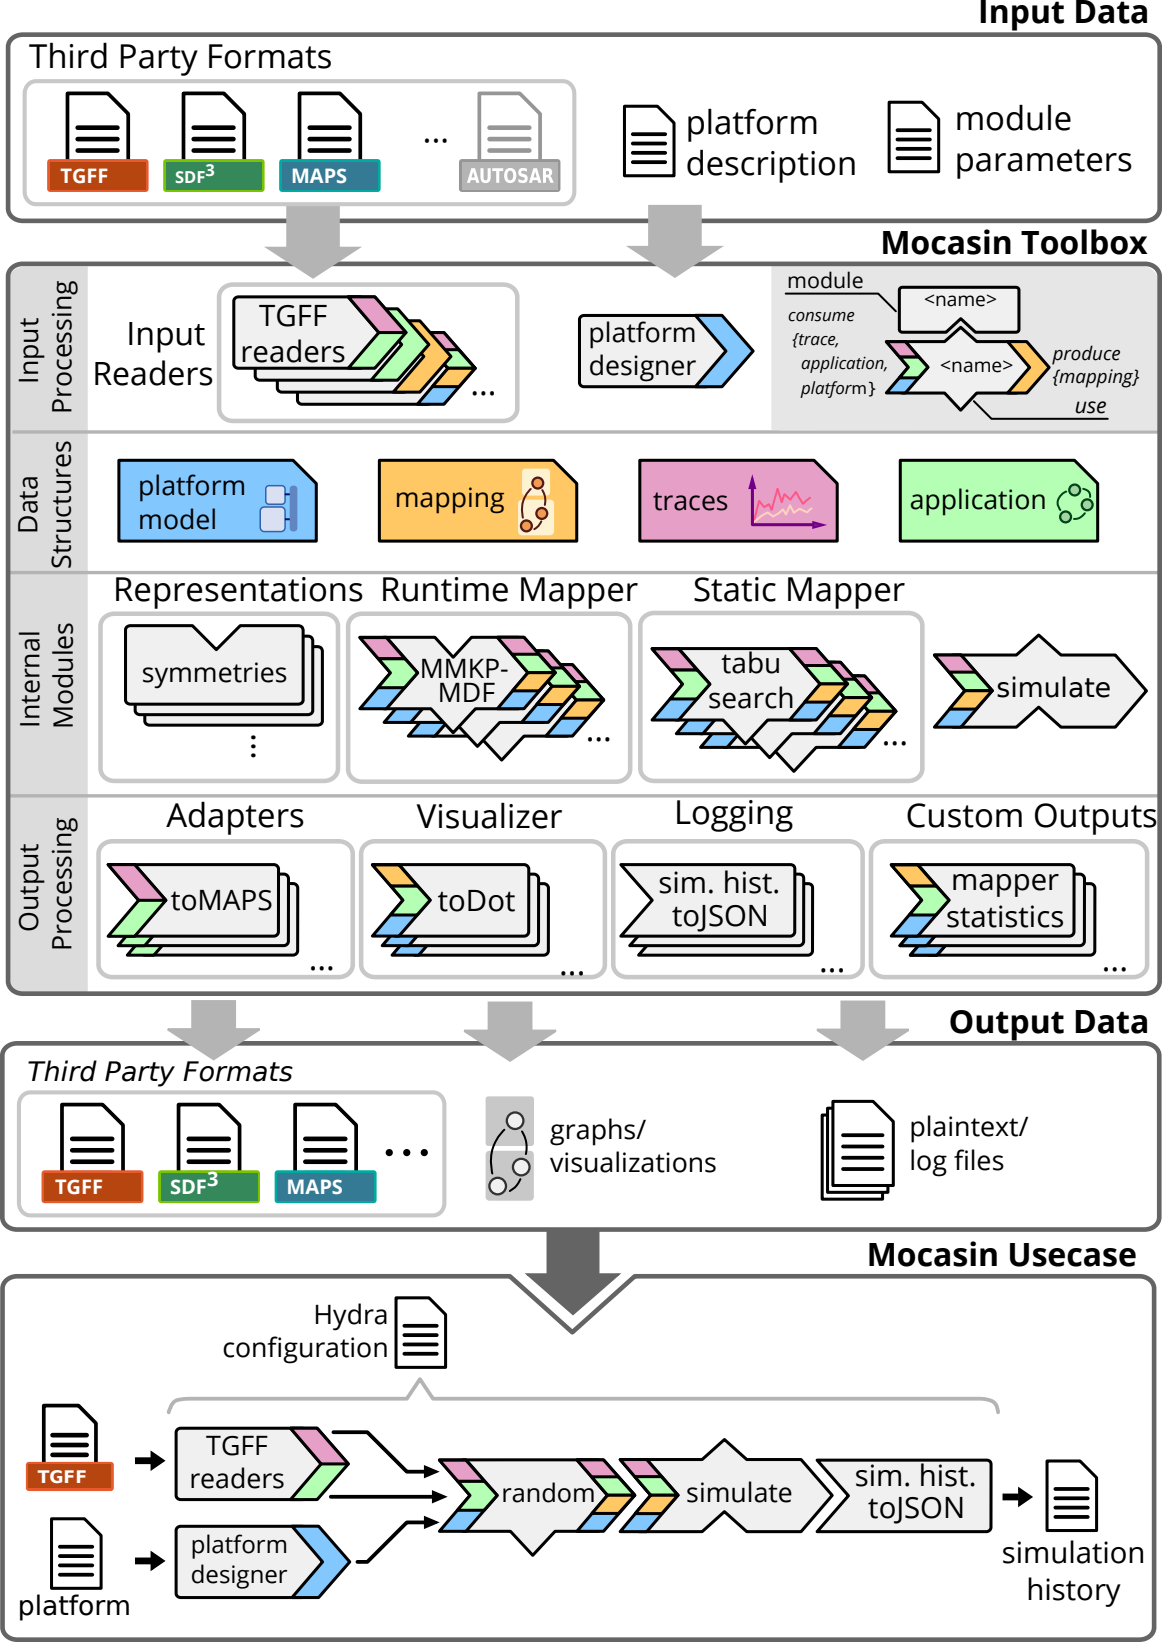 Input Data
Third Party Formats
TGFF
SDF3
MAPS
...
AUTOSAR
platform
description
module
parameters
Mocasin Toolbox
Input
Processing
Input
Readers
TGFF
readers
...
platform
designer
module
consume
{trace,
application,
platform}
<name>
<name>
produce
{mapping}
use
Data
Structures
platform
model
mapping
traces
application
Internal
Modules
Representations
symmetries
...
Runtime Mapper
MMKP-
MDF
...
Static Mapper
tabu
search
...
simulate
Output
Processing
Adapters
toMAPS
...
Visualizer
toDot
...
Logging
sim. hist.
toJSON
...
Custom Outputs
mapper
statistics
...
Output Data
Third Party Formats
TGFF
SDF3
MAPS
...
graphs/
visualizations
plaintext/
log files
Mocasin Usecase
Hydra
configuration
TGFF
TGFF
readers
platform
platform
designer
random
simulate
sim. hist.
toJSON
simulation
history